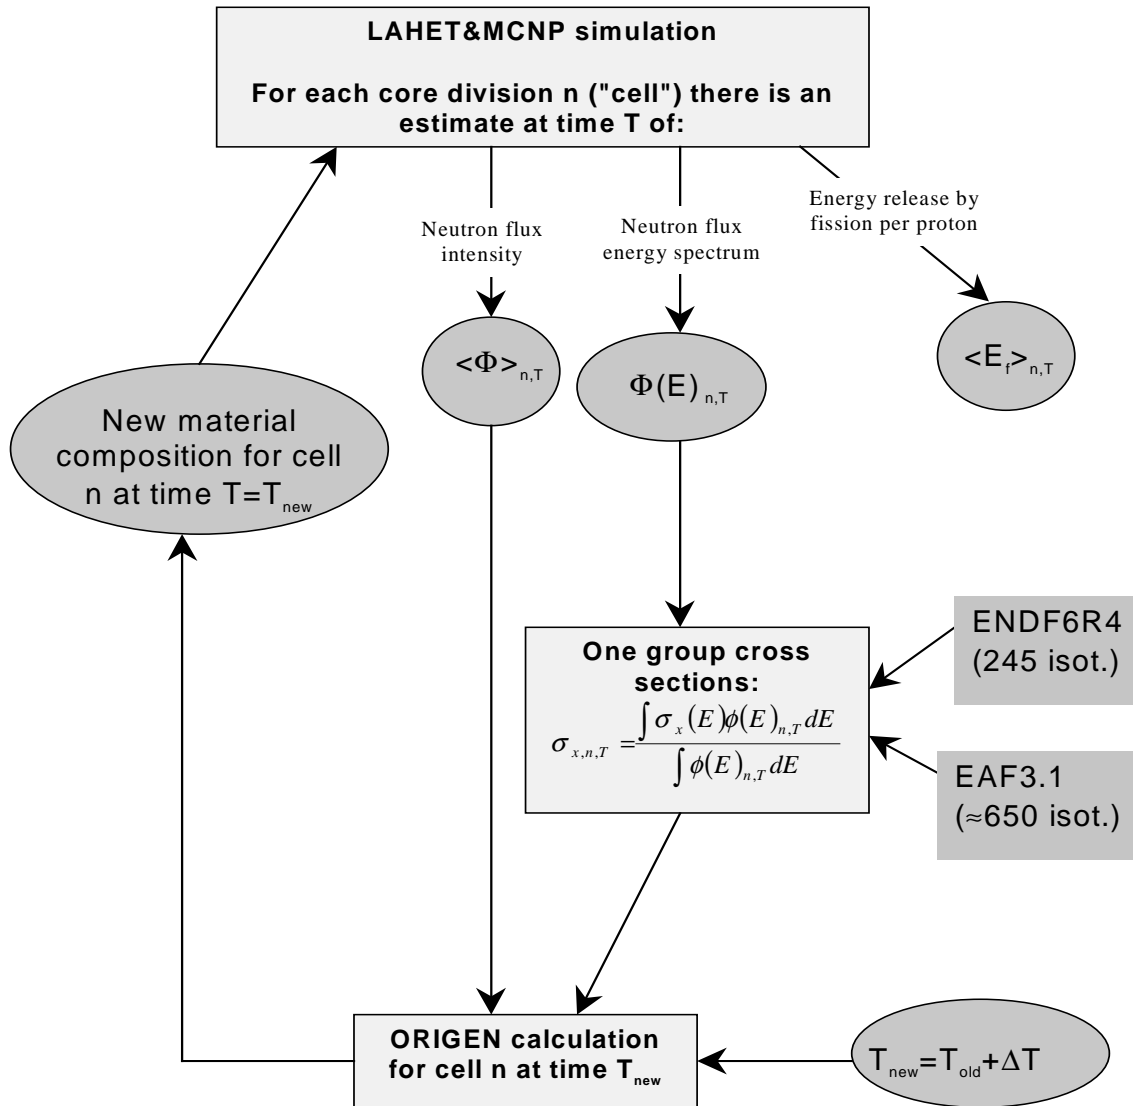 LAHET&MCNP simulation
For each core division n ("cell") there is an
estimate at time T of:
Energy release by
fission per proton
Neutron flux
intensity
Neutron flux
energy spectrum
<Φ>n,T
Φ(E) n,T
<Ef>n,T
New material
composition for cell
n at time T=Tnew
One group cross
sections:
σx,n,T = ∫σx(E)ϕ(E)n,T dE / ∫ϕ(E)n,T dE
ENDF6R4
(245 isot.)
EAF3.1
(≈650 isot.)
ORIGEN calculation
for cell n at time Tnew
Tnew=Told+ΔT